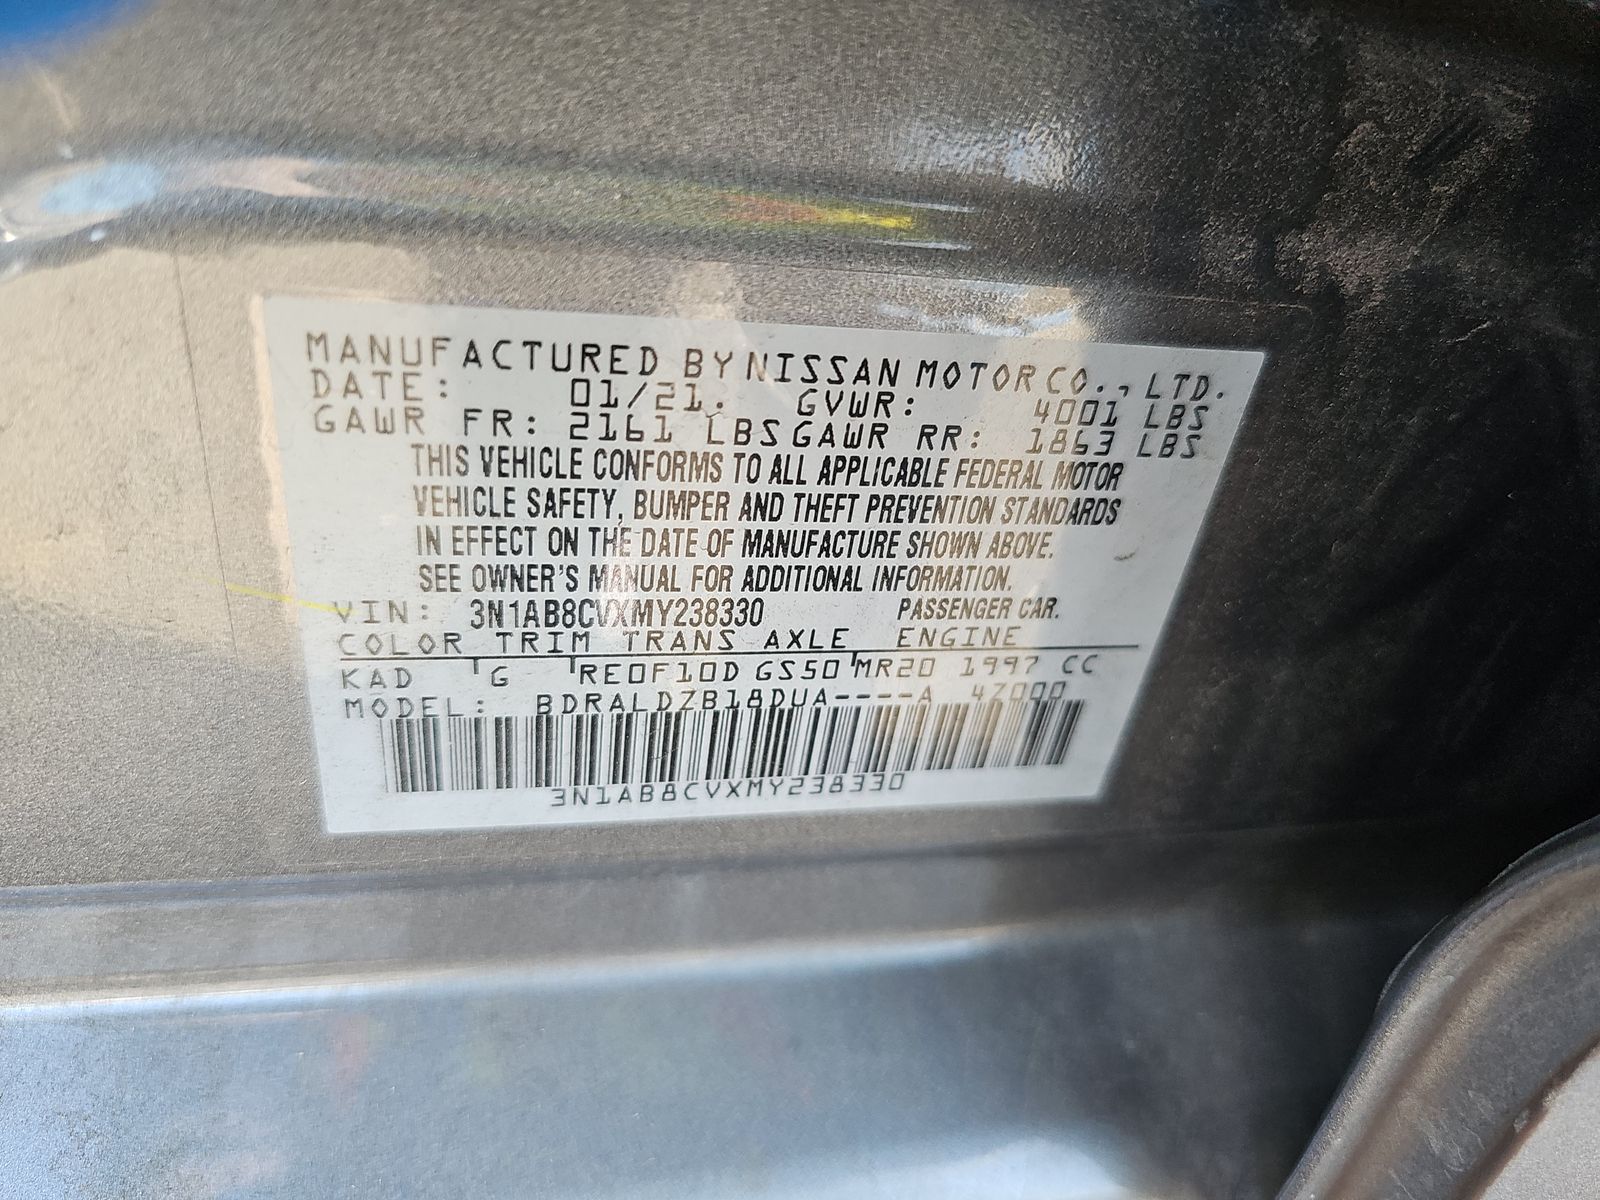 MANUFACTURED BY NISSAN MOTOR CO., LTD.
DATE: 01/21. GVWR: 4001 LBS
GAWR FR: 2161 LBS GAWR RR: 1863 LBS
THIS VEHICLE CONFORMS TO ALL APPLICABLE FEDERAL MOTOR
VEHICLE SAFETY, BUMPER AND THEFT PREVENTION STANDARDS
IN EFFECT ON THE DATE OF MANUFACTURE SHOWN ABOVE.
SEE OWNER'S MANUAL FOR ADDITIONAL INFORMATION.
VIN: 3N1AB8CVXMY238330 PASSENGER CAR.
COLOR TRIM TRANS AXLE ENGINE
KAD G RE0F10D GS50 MR20 1997 CC
MODEL: BDRALDZB18DUA----A 4Z000
3N1AB8CVXMY238330